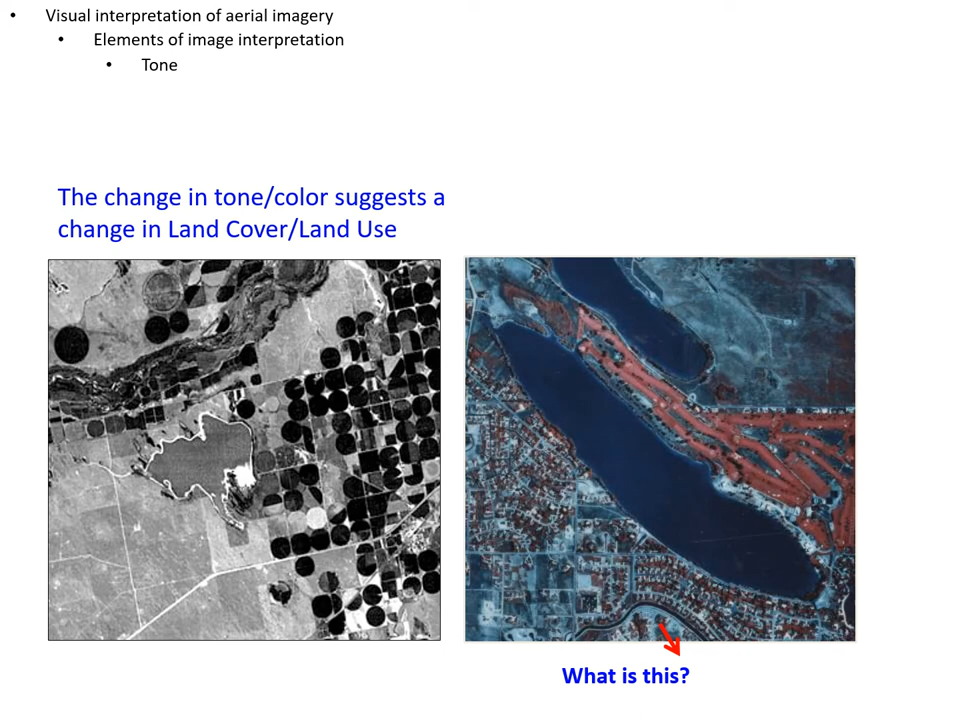 • Visual interpretation of aerial imagery
• Elements of image interpretation
• Tone
The change in tone/color suggests a
change in Land Cover/Land Use
What is this?